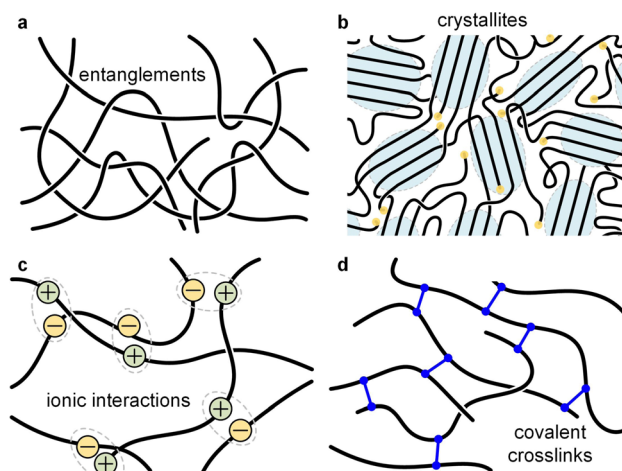 a
entanglements
b
crystallites
c
+
−
−
+
−
+
ionic interactions
+
−
−
+
d
covalent
crosslinks